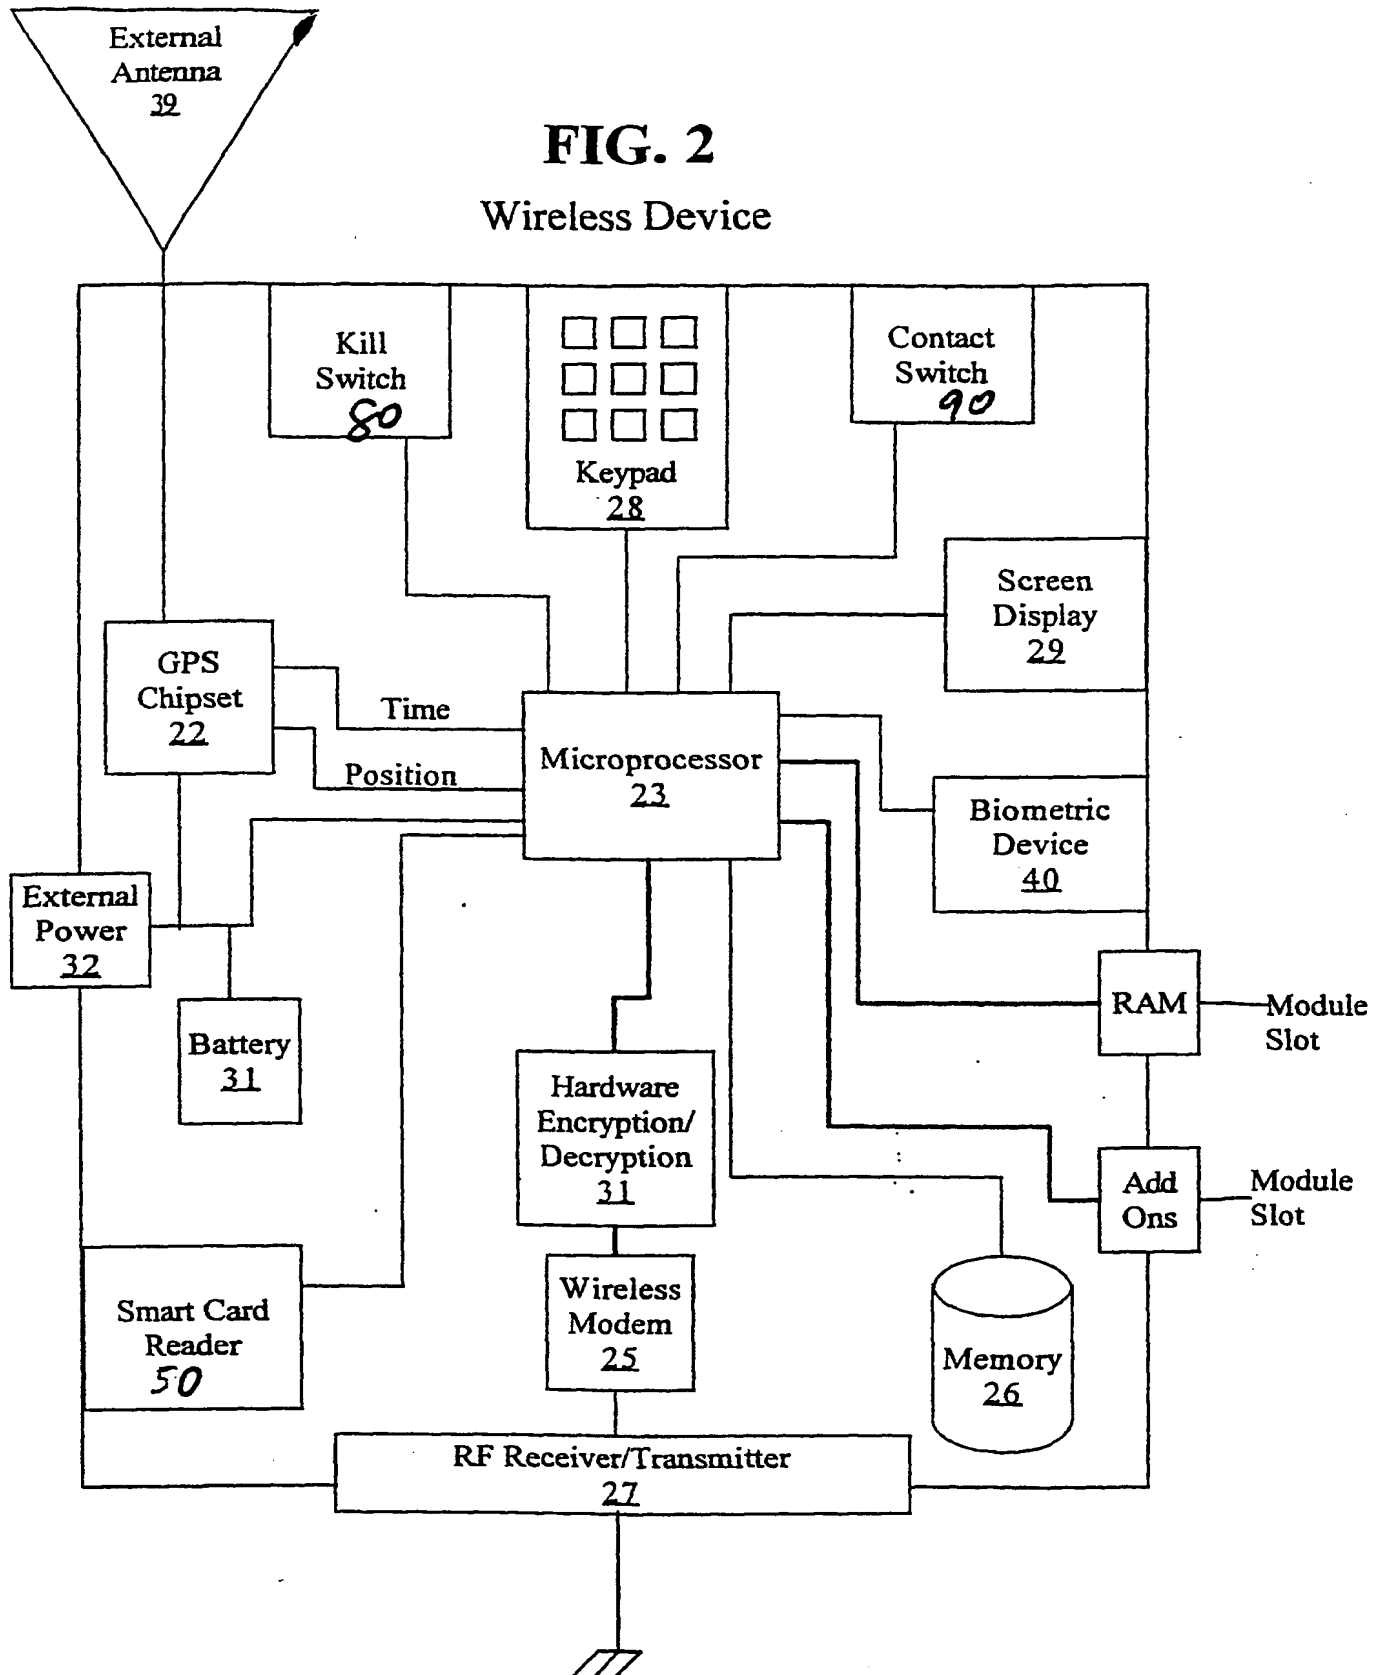 External
Antenna
39
FIG. 2
Wireless Device
Kill
Switch
80
Keypad
28
Contact
Switch
90
Screen
Display
29
GPS
Chipset
22
Time
Position
Microprocessor
23
Biometric
Device
40
External
Power
32
Battery
31
RAM
Module
Slot
Hardware
Encryption/
Decryption
31
Add
Ons
Module
Slot
Smart Card
Reader
50
Wireless
Modem
25
Memory
26
RF Receiver/Transmitter
27